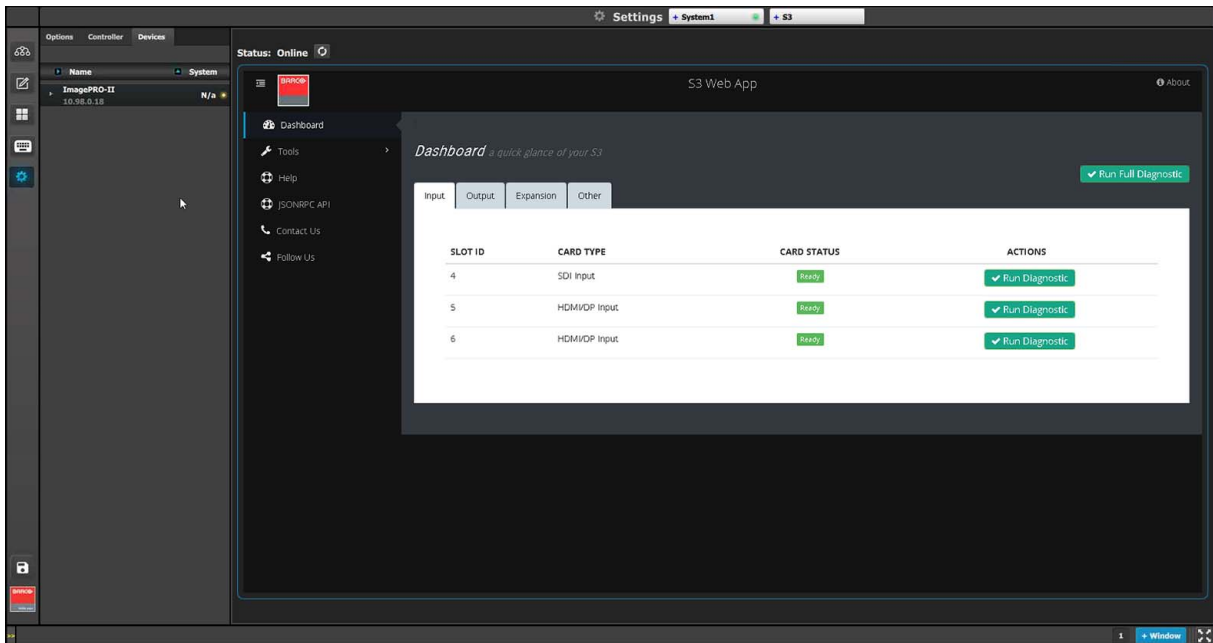 Settings + System1 + S3
Options Controller Devices
Name System
ImagePRO-II
10.98.0.18 N/a
Status: Online
BARCO
S3 Web App
About
Dashboard
Tools
Help
JSONRPC API
Contact Us
Follow Us
Dashboard a quick glance of your S3
Run Full Diagnostic
Input Output Expansion Other
SLOT ID CARD TYPE CARD STATUS ACTIONS
4 SDI Input Ready Run Diagnostic
5 HDMI/DP Input Ready Run Diagnostic
6 HDMI/DP Input Ready Run Diagnostic
BARCO
1 + Window